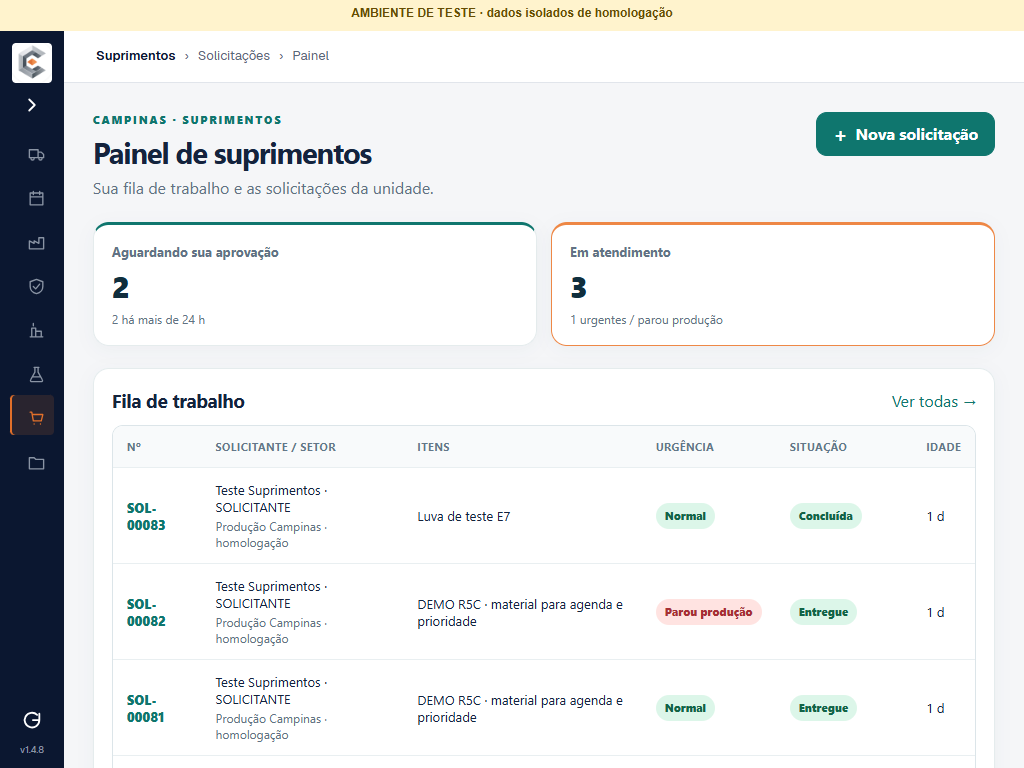 AMBIENTE DE TESTE · dados isolados de homologação
Suprimentos › Solicitações › Painel
CAMPINAS · SUPRIMENTOS
Painel de suprimentos
Sua fila de trabalho e as solicitações da unidade.
+ Nova solicitação
Aguardando sua aprovação
2
2 há mais de 24 h
Em atendimento
3
1 urgentes / parou produção
Fila de trabalho
Ver todas →
Nº SOLICITANTE / SETOR ITENS URGÊNCIA SITUAÇÃO IDADE
SOL-
00083
Teste Suprimentos ·
SOLICITANTE
Produção Campinas ·
homologação
Luva de teste E7
Normal
Concluída
1 d
SOL-
00082
Teste Suprimentos ·
SOLICITANTE
Produção Campinas ·
homologação
DEMO R5C · material para agenda e
prioridade
Parou produção
Entregue
1 d
SOL-
00081
Teste Suprimentos ·
SOLICITANTE
Produção Campinas ·
homologação
DEMO R5C · material para agenda e
prioridade
Normal
Entregue
1 d
v1.4.8